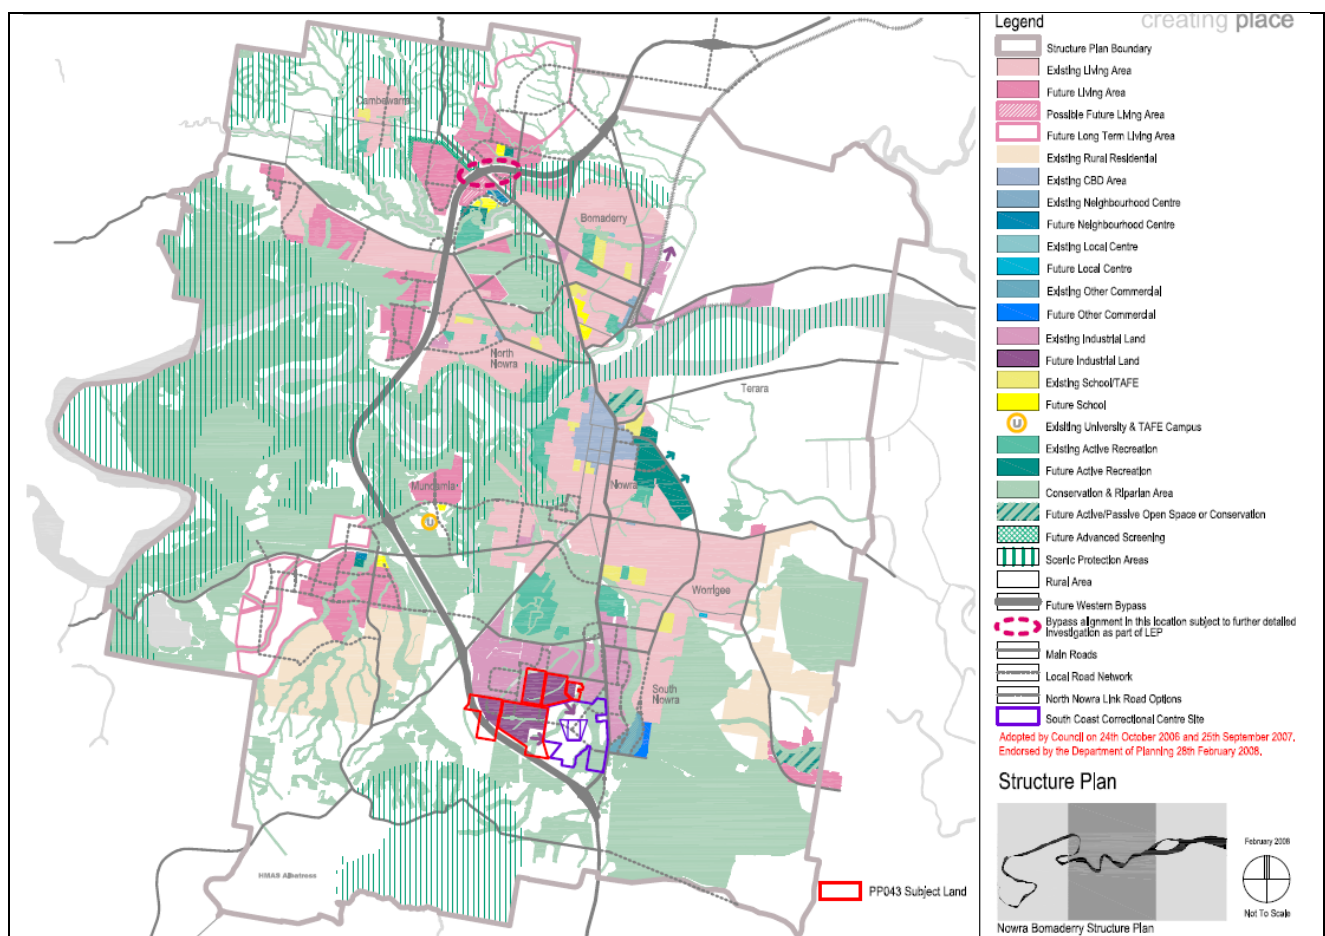 creating place
Legend
Structure Plan Boundary
Existing Living Area
Future Living Area
Possible Future Living Area
Future Long Term Living Area
Existing Rural Residential
Existing CBD Area
Existing Neighbourhood Centre
Future Neighbourhood Centre
Existing Local Centre
Future Local Centre
Existing Other Commercial
Future Other Commercial
Existing Industrial Land
Future Industrial Land
Existing School/TAFE
Future School
U
Existing University & TAFE Campus
Existing Active Recreation
Future Active Recreation
Conservation & Riparian Area
Future Active/Passive Open Space or Conservation
Future Advanced Screening
Scenic Protection Areas
Rural Area
Future Western Bypass
Bypass alignment in this location subject to further detailed
investigation as part of LEP
Main Roads
Local Road Network
North Nowra Link Road Options
South Coast Correctional Centre Site
Adopted by Council on 24th October 2006 and 25th September 2007.
Endorsed by the Department of Planning 28th February 2008.
Structure Plan
February 2008
Not To Scale
Nowra Bomaderry Structure Plan
Cambewarra
Bomaderry
North
Nowra
Terara
Mundamia
Nowra
U
Worrigee
South
Nowra
HMAS Albatross
PP043 Subject Land